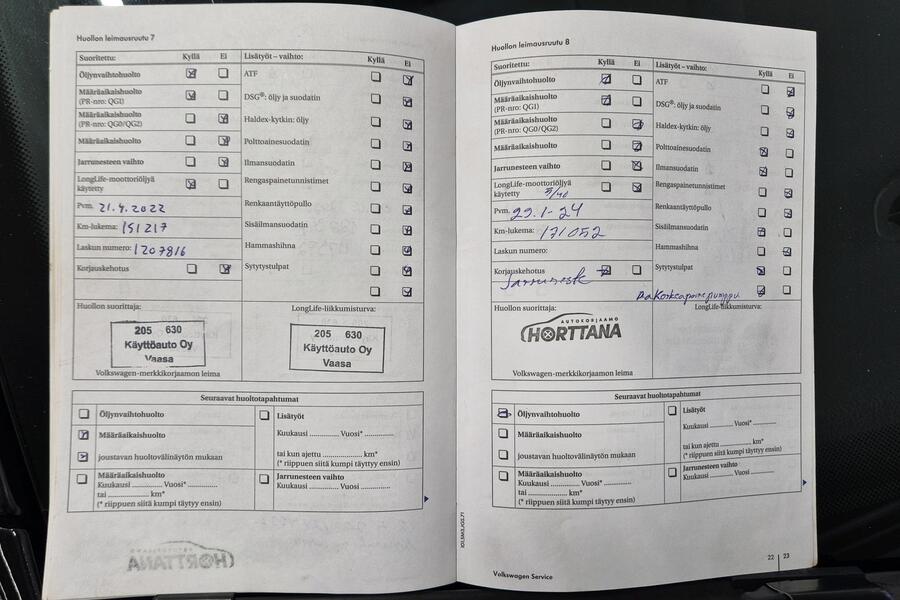 Huollon leimausruutu 7
Suoritettu: Kyllä Ei
Öljynvaihtohuolto
Määräaikaishuolto
(PR-nro: QG1)
Määräaikaishuolto
(PR-nro: QG0/QG2)
Määräaikaishuolto
Jarrunesteen vaihto
LongLife-moottoriöljyä
käytetty
Pvm. 21.4.2022
Km-lukema: 151217
Laskun numero: 1207816
Korjauskehotus
Lisätyöt – vaihto: Kyllä Ei
ATF
DSG®: öljy ja suodatin
Haldex-kytkin: öljy
Polttoainesuodatin
Ilmansuodatin
Rengaspainetunnistimet
Renkaantäyttöpullo
Sisäilmansuodatin
Hammashihna
Sytytystulpat
Huollon suorittaja:
205 630
Käyttöauto Oy
Vaasa
Volkswagen-merkkikorjaamon leima
LongLife-liikkumisturva:
205 630
Käyttöauto Oy
Vaasa
Seuraavat huoltotapahtumat
Öljynvaihtohuolto
Määräaikaishuolto
joustavan huoltovälinäytön mukaan
Määräaikaishuolto
Kuukausi .............. Vuosi* ..............
tai ........................ km*
(* riippuen siitä kumpi täytyy ensin)
Lisätyöt
Kuukausi .............. Vuosi* ..............
tai kun ajettu ........................ km*
(* riippuen siitä kumpi täytyy ensin)
Jarrunesteen vaihto
Kuukausi .............. Vuosi ..............
HORTTANA
Huollon leimausruutu 8
Suoritettu: Kyllä Ei
Öljynvaihtohuolto
Määräaikaishuolto
(PR-nro: QG1)
Määräaikaishuolto
(PR-nro: QG0/QG2)
Määräaikaishuolto
Jarrunesteen vaihto
LongLife-moottoriöljyä
käytetty 5/40
Pvm. 29.1-24
Km-lukema: 171052
Laskun numero:
Korjauskehotus
Jarruneste
Lisätyöt – vaihto: Kyllä Ei
ATF
DSG®: öljy ja suodatin
Haldex-kytkin: öljy
Polttoainesuodatin
Ilmansuodatin
Rengaspainetunnistimet
Renkaantäyttöpullo
Sisäilmansuodatin
Hammashihna
Sytytystulpat
Huollon suorittaja:
AUTOKORJAAMO
HORTTANA
Volkswagen-merkkikorjaamon leima
LongLife-liikkumisturva:
Seuraavat huoltotapahtumat
Öljynvaihtohuolto
Määräaikaishuolto
joustavan huoltovälinäytön mukaan
Määräaikaishuolto
Kuukausi .............. Vuosi* ..............
tai ........................ km*
(* riippuen siitä kumpi täytyy ensin)
Lisätyöt
Kuukausi .............. Vuosi* ..............
tai kun ajettu ........................ km*
(* riippuen siitä kumpi täytyy ensin)
Jarrunesteen vaihto
Kuukausi .............. Vuosi ..............
22 | 23
Volkswagen Service